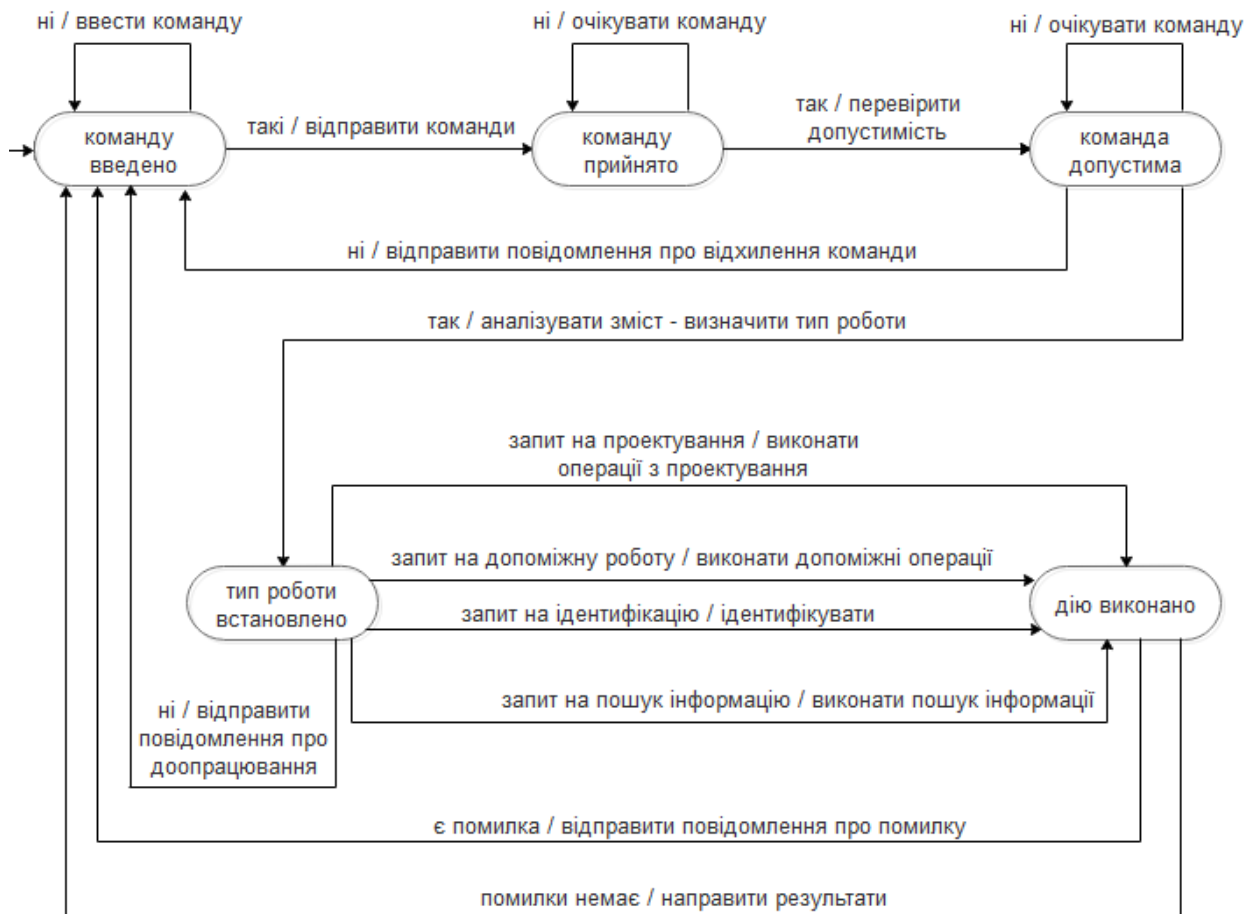 ні / ввести команду
ні / очікувати команду
ні / очікувати команду
команду
введено
такі / відправити команди
команду
прийнято
так / перевірити
допустимість
команда
допустима
ні / відправити повідомлення про відхилення команди
так / аналізувати зміст - визначити тип роботи
запит на проектування / виконати
операції з проектування
запит на допоміжну роботу / виконати допоміжні операції
тип роботи
встановлено
запит на ідентифікацію / ідентифікувати
дію виконано
запит на пошук інформацію / виконати пошук інформації
ні / відправити
повідомлення про
доопрацювання
є помилка / відправити повідомлення про помилку
помилки немає / направити результати